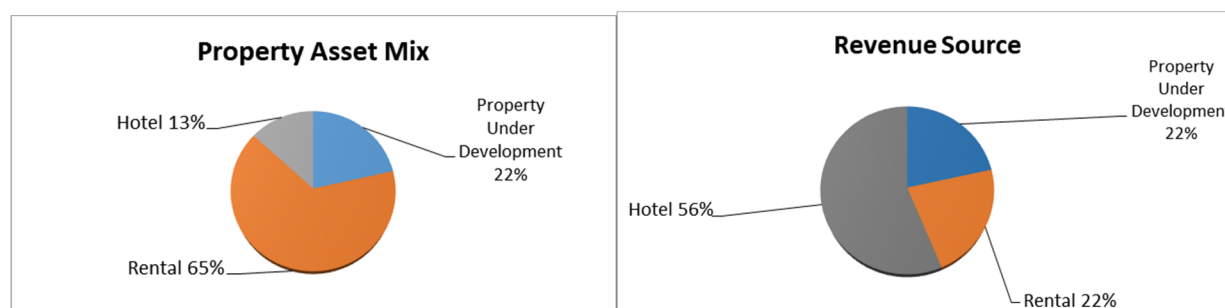 Property Asset Mix
Hotel 13%
Property
Under
Development
22%
Rental 65%
Revenue Source
Property
Under
Development
22%
Hotel 56%
Rental 22%